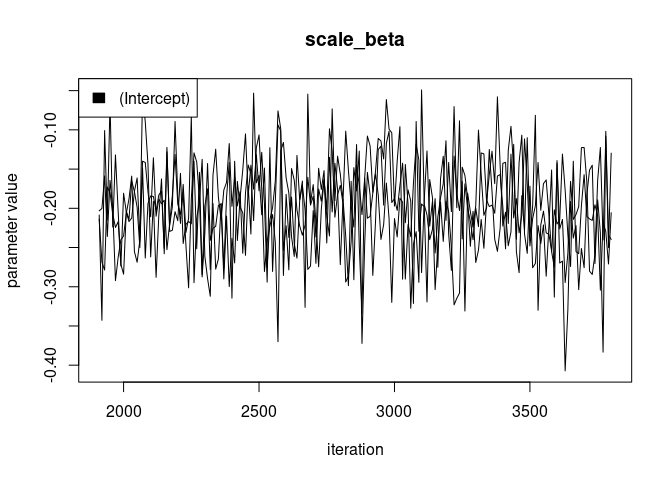 scale_beta
(Intercept)
parameter value
-0.10
-0.20
-0.30
-0.40
2000
2500
3000
3500
iteration